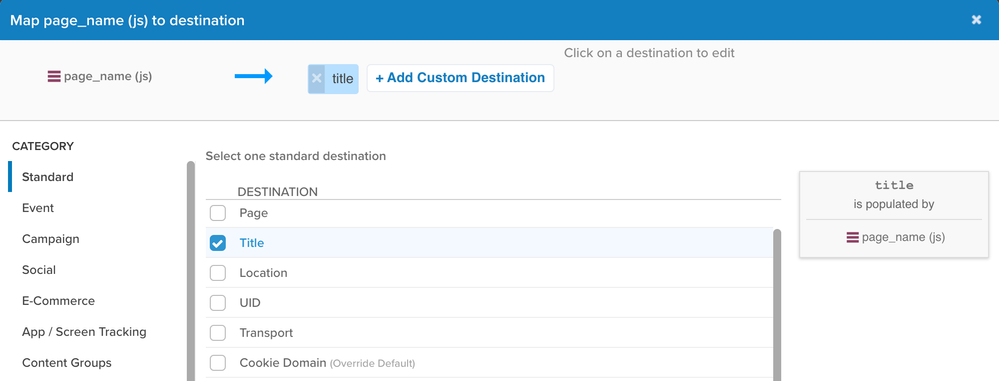 Map page_name (js) to destination
Click on a destination to edit
page_name (js)
title
+ Add Custom Destination
CATEGORY
Standard
Event
Campaign
Social
E-Commerce
App / Screen Tracking
Content Groups
Select one standard destination
DESTINATION
Page
Title
Location
UID
Transport
Cookie Domain (Override Default)
title
is populated by
page_name (js)